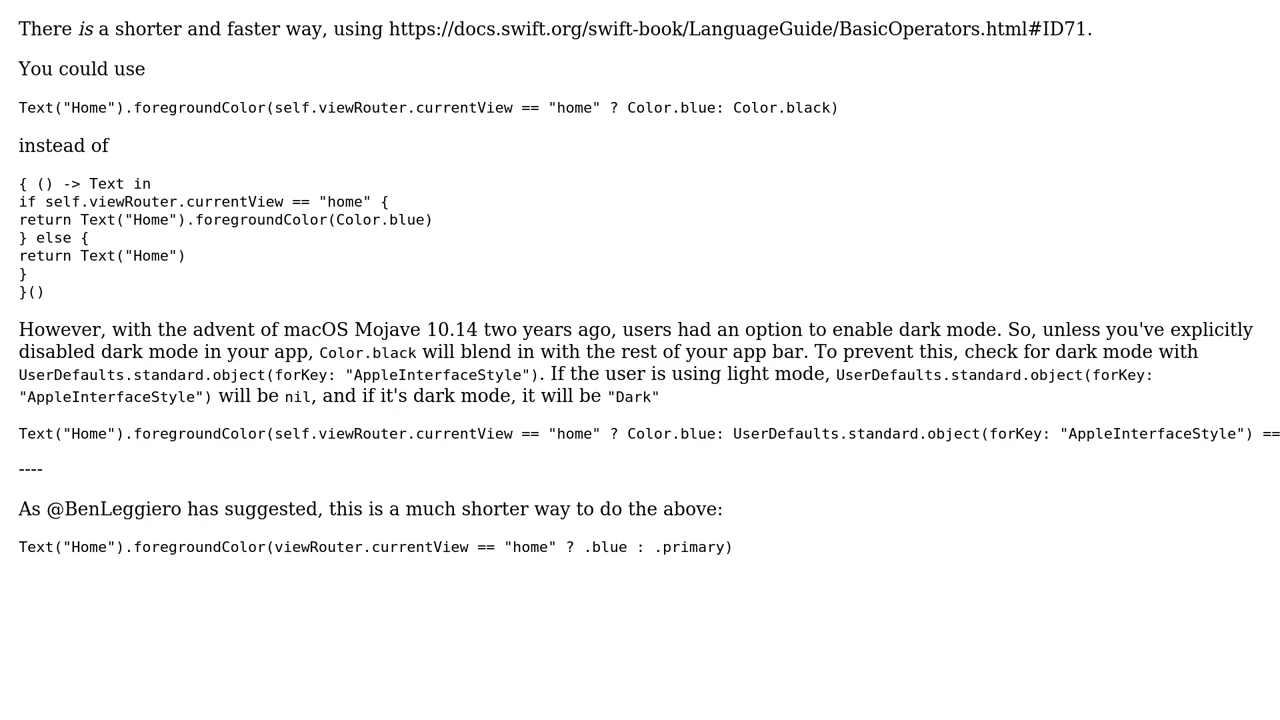 There is a shorter and faster way, using https://docs.swift.org/swift-book/LanguageGuide/BasicOperators.html#ID71.
You could use
Text("Home").foregroundColor(self.viewRouter.currentView == "home" ? Color.blue: Color.black)
instead of
{ () -> Text in
if self.viewRouter.currentView == "home" {
return Text("Home").foregroundColor(Color.blue)
} else {
return Text("Home")
}
}()
However, with the advent of macOS Mojave 10.14 two years ago, users had an option to enable dark mode. So, unless you've explicitly
disabled dark mode in your app, Color.black will blend in with the rest of your app bar. To prevent this, check for dark mode with
UserDefaults.standard.object(forKey: "AppleInterfaceStyle"). If the user is using light mode, UserDefaults.standard.object(forKey:
"AppleInterfaceStyle") will be nil, and if it's dark mode, it will be "Dark"
Text("Home").foregroundColor(self.viewRouter.currentView == "home" ? Color.blue: UserDefaults.standard.object(forKey: "AppleInterfaceStyle") ==
----
As @BenLeggiero has suggested, this is a much shorter way to do the above:
Text("Home").foregroundColor(viewRouter.currentView == "home" ? .blue : .primary)